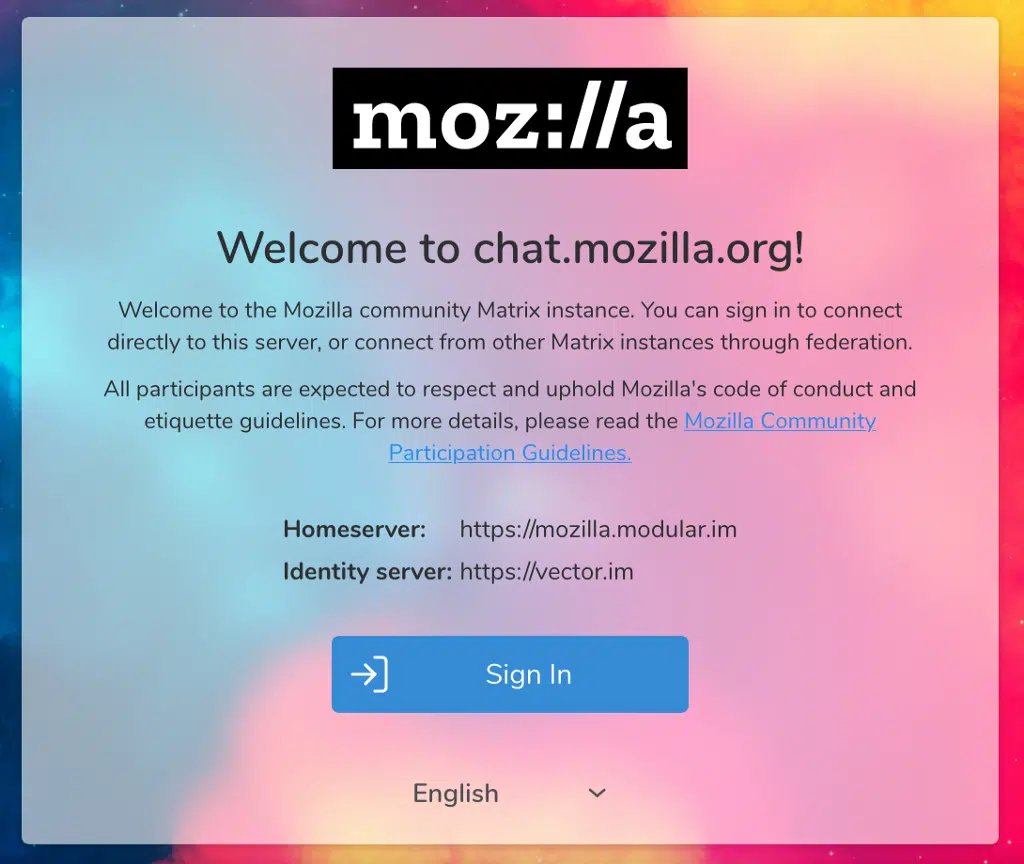 moz://a
Welcome to chat.mozilla.org!
Welcome to the Mozilla community Matrix instance. You can sign in to connect
directly to this server, or connect from other Matrix instances through federation.
All participants are expected to respect and uphold Mozilla's code of conduct and
etiquette guidelines. For more details, please read the Mozilla Community
Participation Guidelines.
Homeserver: https://mozilla.modular.im
Identity server: https://vector.im
Sign In
English